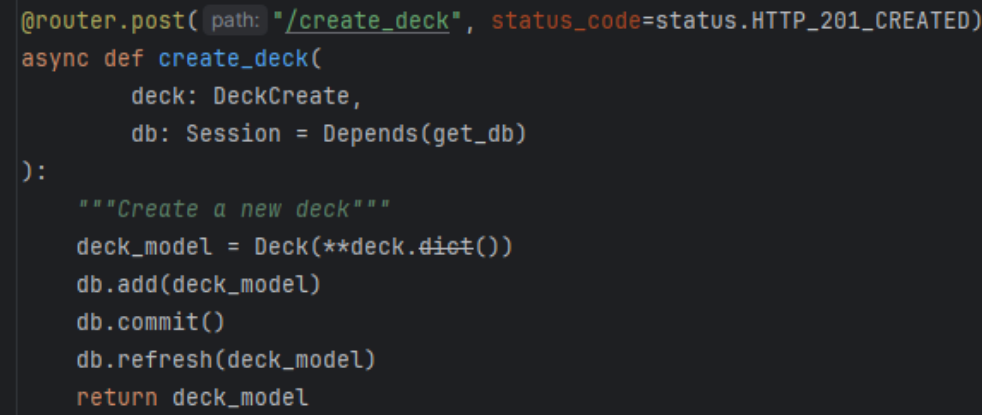 @router.post( path: "/create_deck", status_code=status.HTTP_201_CREATED)
async def create_deck(
        deck: DeckCreate,
        db: Session = Depends(get_db)
):
    """Create a new deck"""
    deck_model = Deck(**deck.dict())
    db.add(deck_model)
    db.commit()
    db.refresh(deck_model)
    return deck_model